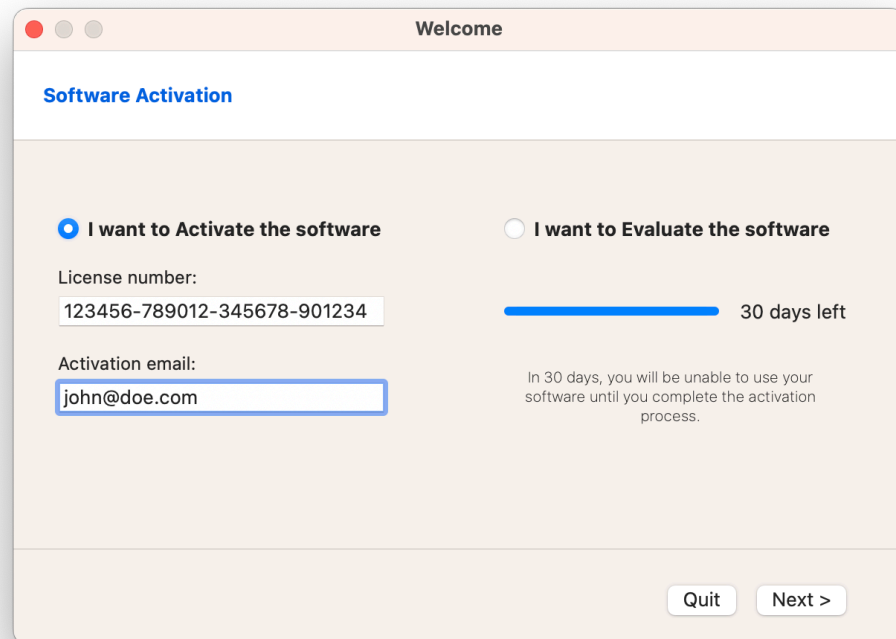 Welcome
Software Activation
I want to Activate the software
License number:
123456-789012-345678-901234
Activation email:
john@doe.com
I want to Evaluate the software
30 days left
In 30 days, you will be unable to use your
software until you complete the activation
process.
Quit
Next >